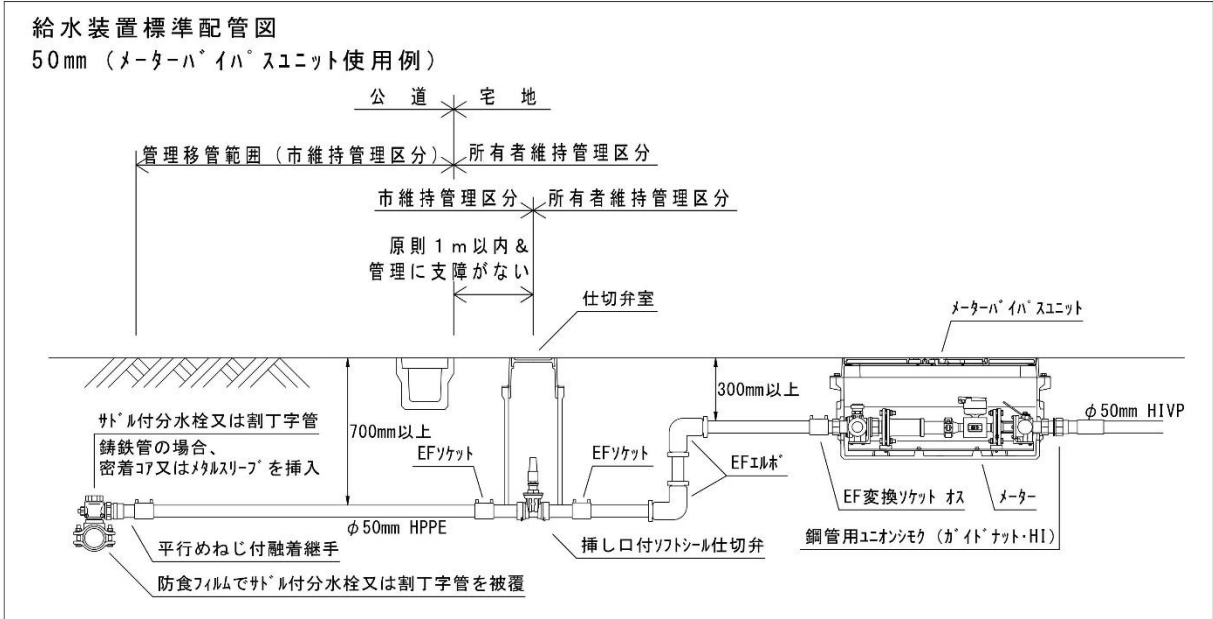 給水装置標準配管図
50mm（ﾒｰﾀｰﾊﾞｲﾊﾟｽﾕﾆｯﾄ使用例）
公 道 宅 地
管理移管範囲（市維持管理区分） 所有者維持管理区分
市維持管理区分 所有者維持管理区分
原則１ｍ以内＆
管理に支障がない
仕切弁室
ﾒｰﾀｰﾊﾞｲﾊﾟｽﾕﾆｯﾄ
300mm以上
φ50mm HIVP
ｻﾄﾞﾙ付分水栓又は割丁字管
鋳鉄管の場合、
密着ｺｱ又はﾒﾀﾙｽﾘｰﾌﾞを挿入
700mm以上
EFｿｹｯﾄ
EFｿｹｯﾄ
EFｴﾙﾎﾞ
EF変換ｿｹｯﾄ ｵｽ
ﾒｰﾀｰ
φ50mm HPPE
鋼管用ﾕﾆｵﾝｼﾓｸ（ｶﾞｲﾄﾞﾅｯﾄ･HI）
平行めねじ付融着継手
挿し口付ｿﾌﾄｼｰﾙ仕切弁
防食ﾌｨﾙﾑでｻﾄﾞﾙ付分水栓又は割丁字管を被覆